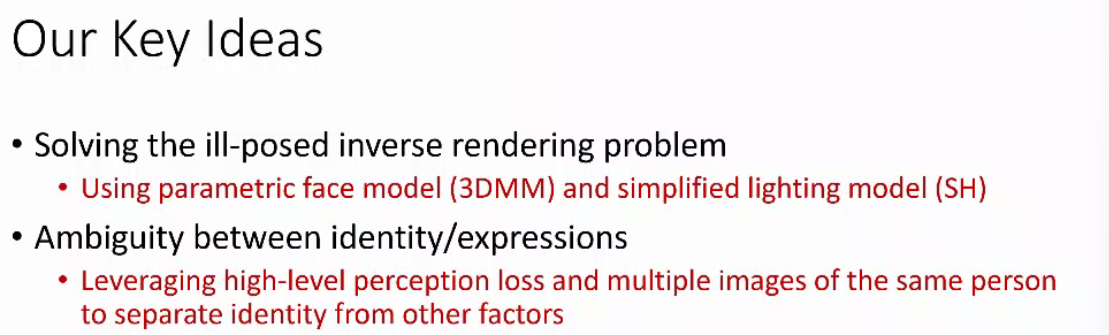 Our Key Ideas
• Solving the ill-posed inverse rendering problem
• Using parametric face model (3DMM) and simplified lighting model (SH)
• Ambiguity between identity/expressions
• Leveraging high-level perception loss and multiple images of the same person
to separate identity from other factors